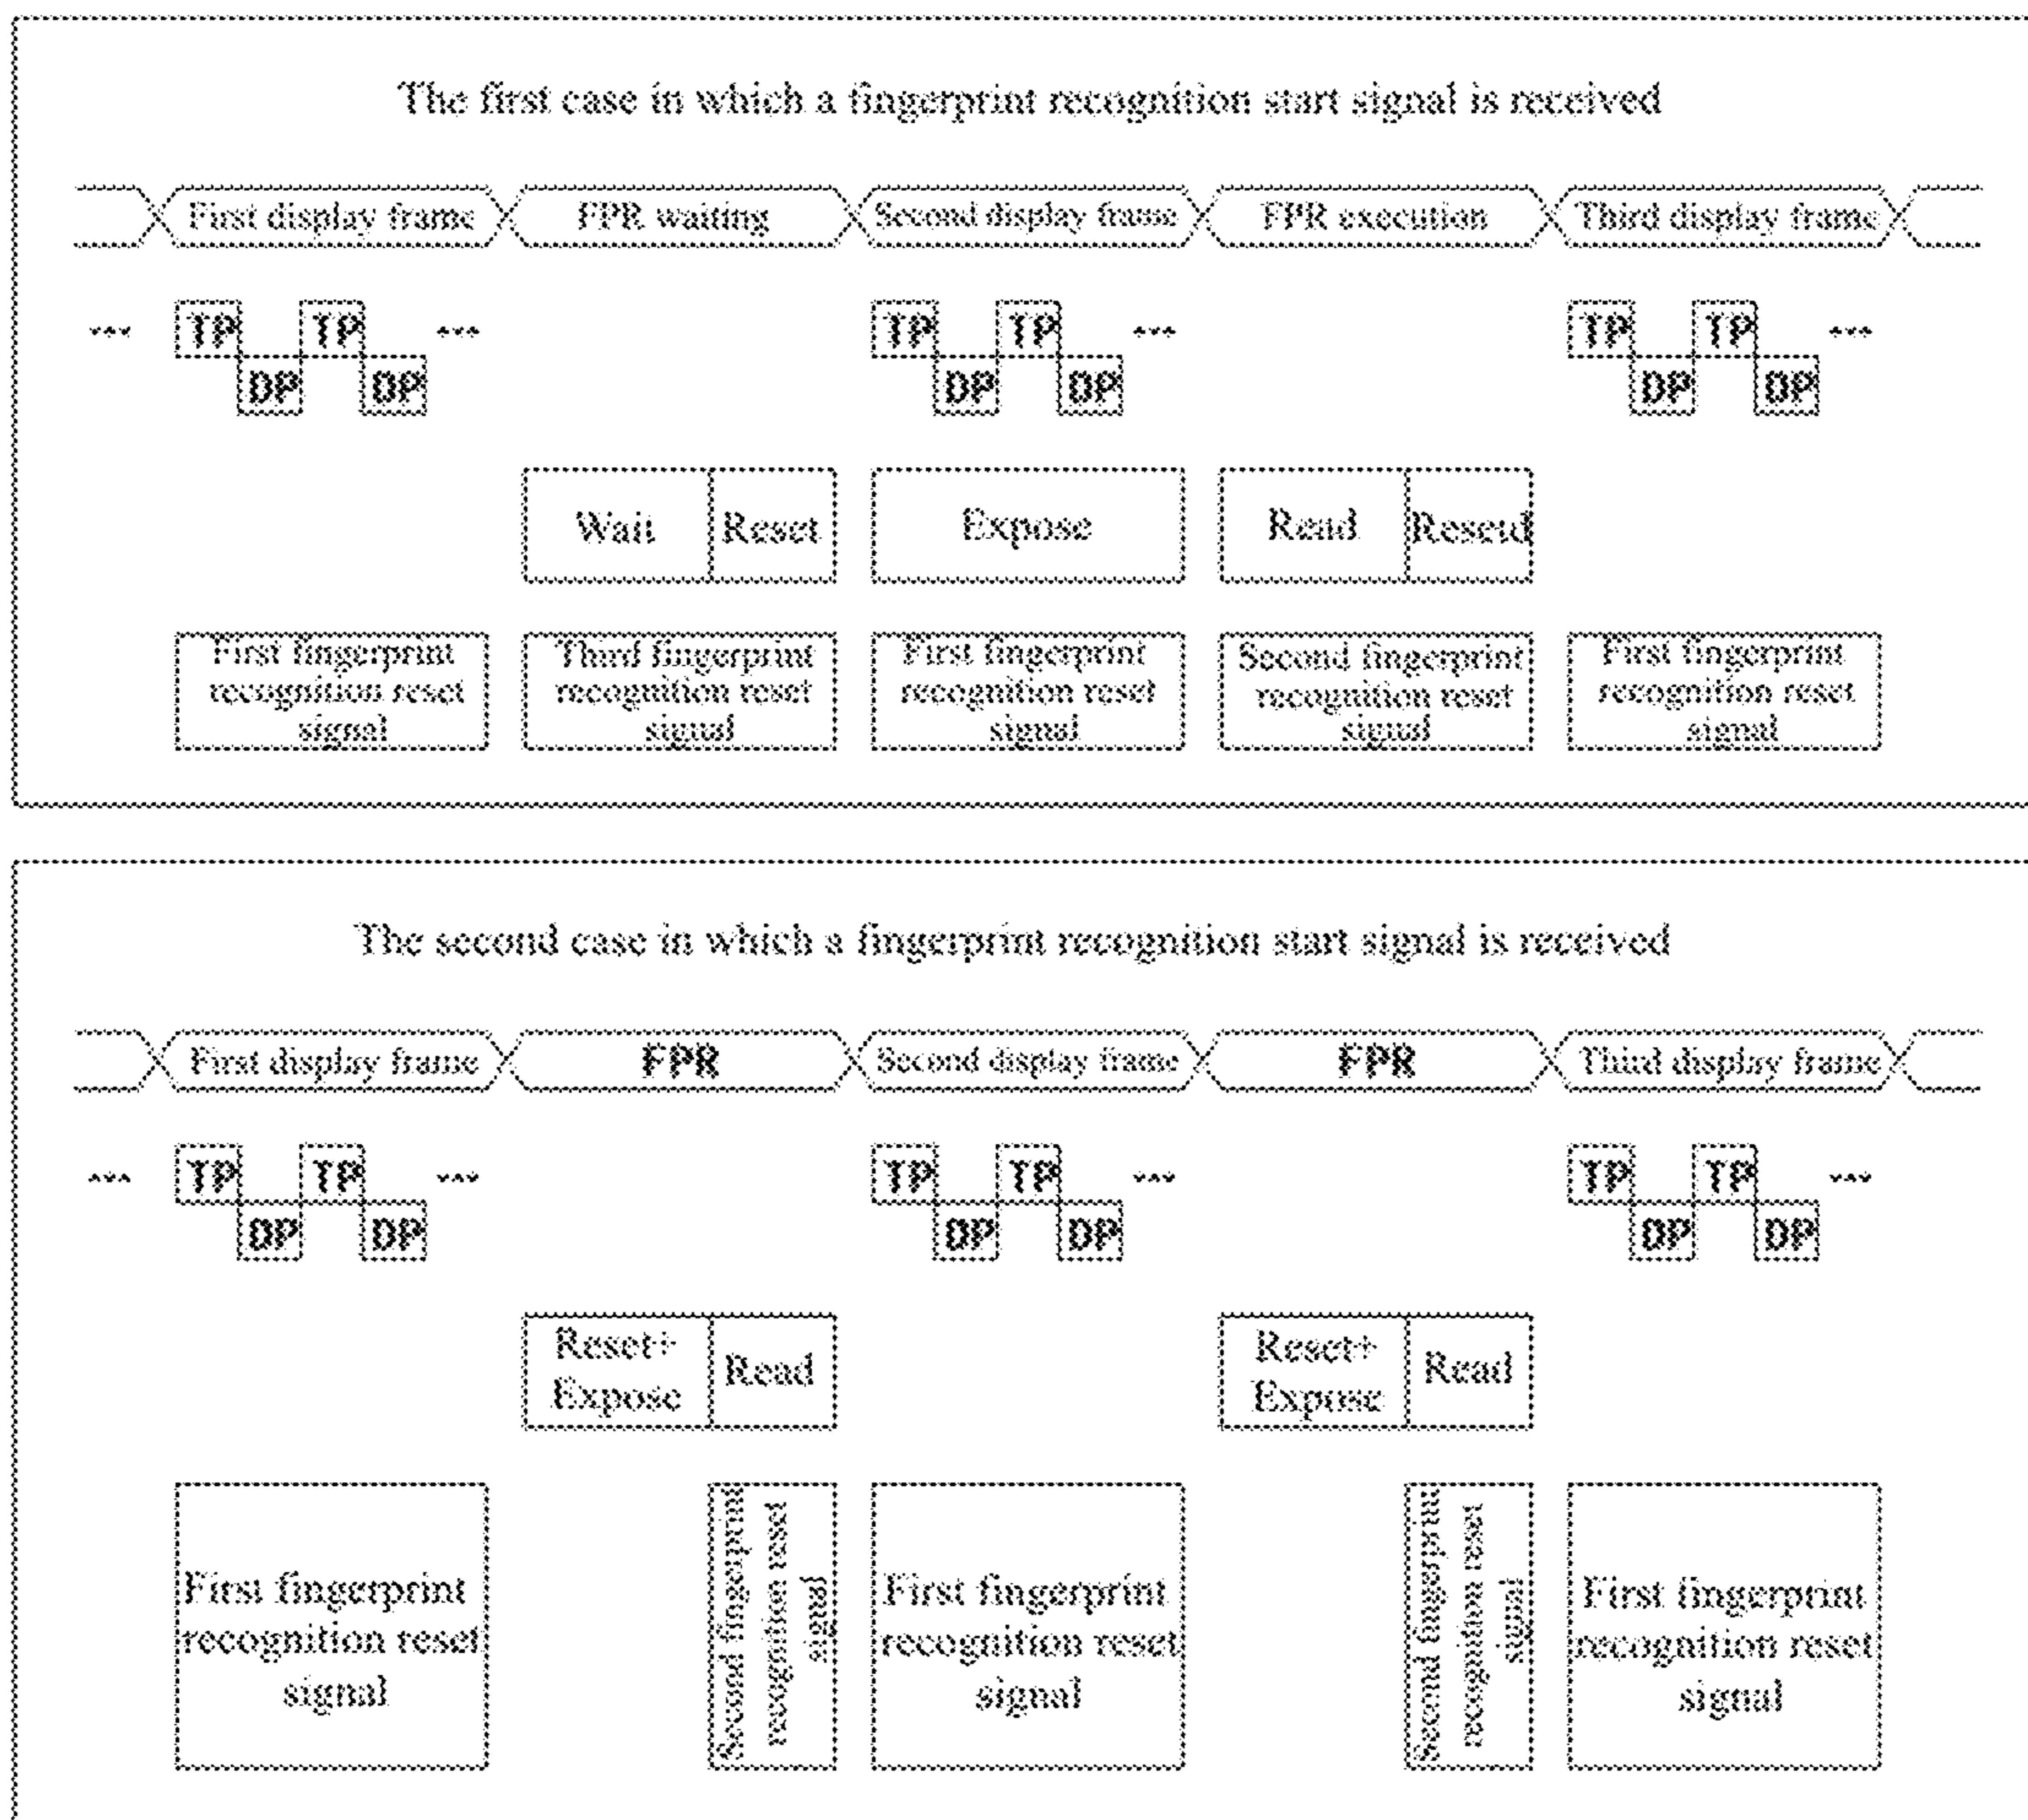 The first case in which a fingerprint recognition start signal is received
First display frame
FPR waiting
Second display frame
FPR execution
Third display frame
... TP TP ... TP TP ... TP TP ...
DP DP DP DP DP DP
Wait
Reset
Expose
Read
Reseud
First fingerprint
recognition reset
signal
Third fingerprint
recognition reset
signal
First fingerprint
recognition reset
signal
Second fingerprint
recognition reset
signal
First fingerprint
recognition reset
signal
The second case in which a fingerprint recognition start signal is received
First display frame
FPR
Second display frame
FPR
Third display frame
... TP TP ... TP TP ... TP TP ...
DP DP DP DP DP DP
Reset+
Expose
Read
Reset+
Expose
Read
First fingerprint
recognition reset
signal
Second fingerprint
recognition reset
signal
First fingerprint
recognition reset
signal
Second fingerprint
recognition reset
signal
First fingerprint
recognition reset
signal